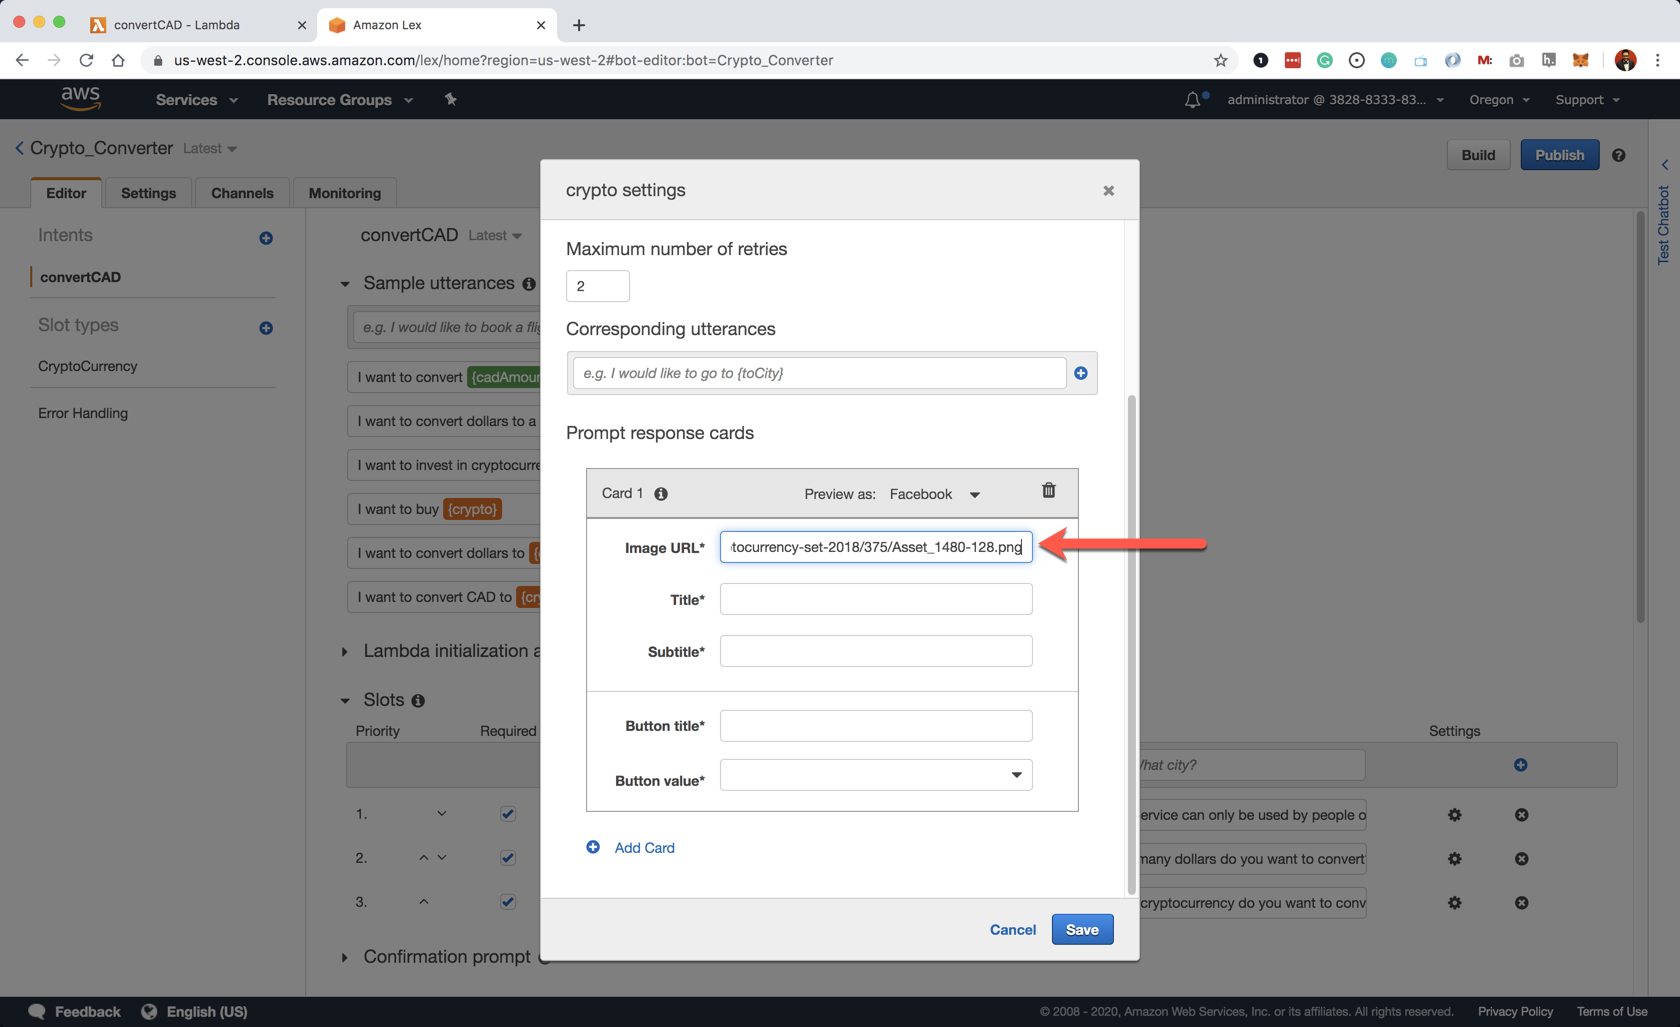 convertCAD - Lambda
Amazon Lex
us-west-2.console.aws.amazon.com/lex/home?region=us-west-2#bot-editor:bot=Crypto_Converter
aws
Services
Resource Groups
administrator @ 3828-8333-83...
Oregon
Support
Crypto_Converter
Latest
Build
Publish
Test Chatbot
Editor
Settings
Channels
Monitoring
Intents
convertCAD
Slot types
CryptoCurrency
Error Handling
convertCAD
Latest
Sample utterances
e.g. I would like to book a fli
I want to convert {cadAmoun
I want to convert dollars to a
I want to invest in cryptocurre
I want to buy {crypto}
I want to convert dollars to {
I want to convert CAD to {cry
Lambda initialization a
Slots
Priority
Required
Settings
hat city?
1.
ervice can only be used by people o
2.
many dollars do you want to convert
3.
cryptocurrency do you want to conv
Confirmation prompt
crypto settings
Maximum number of retries
2
Corresponding utterances
e.g. I would like to go to {toCity}
Prompt response cards
Card 1
Preview as: Facebook
Image URL*
tocurrency-set-2018/375/Asset_1480-128.png
Title*
Subtitle*
Button title*
Button value*
Add Card
Cancel
Save
Feedback
English (US)
© 2008 - 2020, Amazon Web Services, Inc. or its affiliates. All rights reserved.
Privacy Policy
Terms of Use